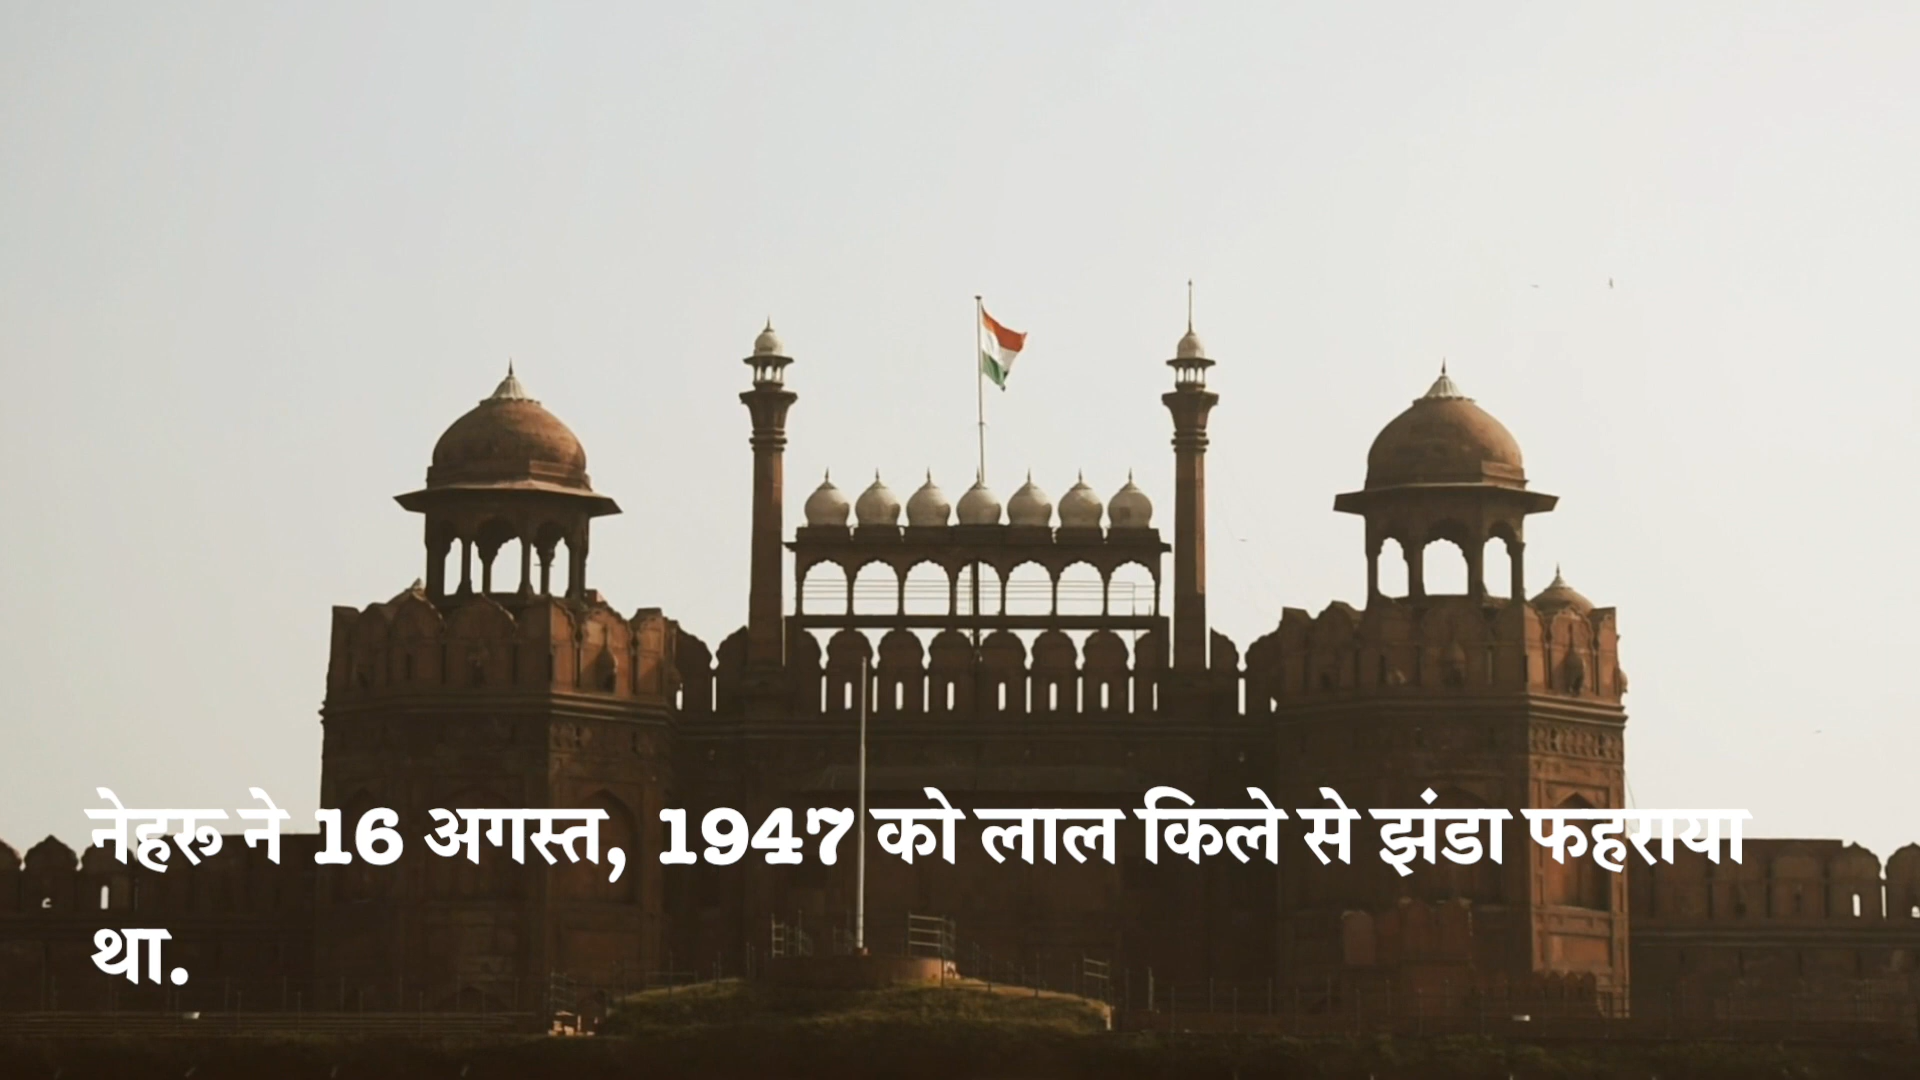 नेहरू ने 16 अगस्त, 1947 को लाल किले से झंडा फहराया
था.